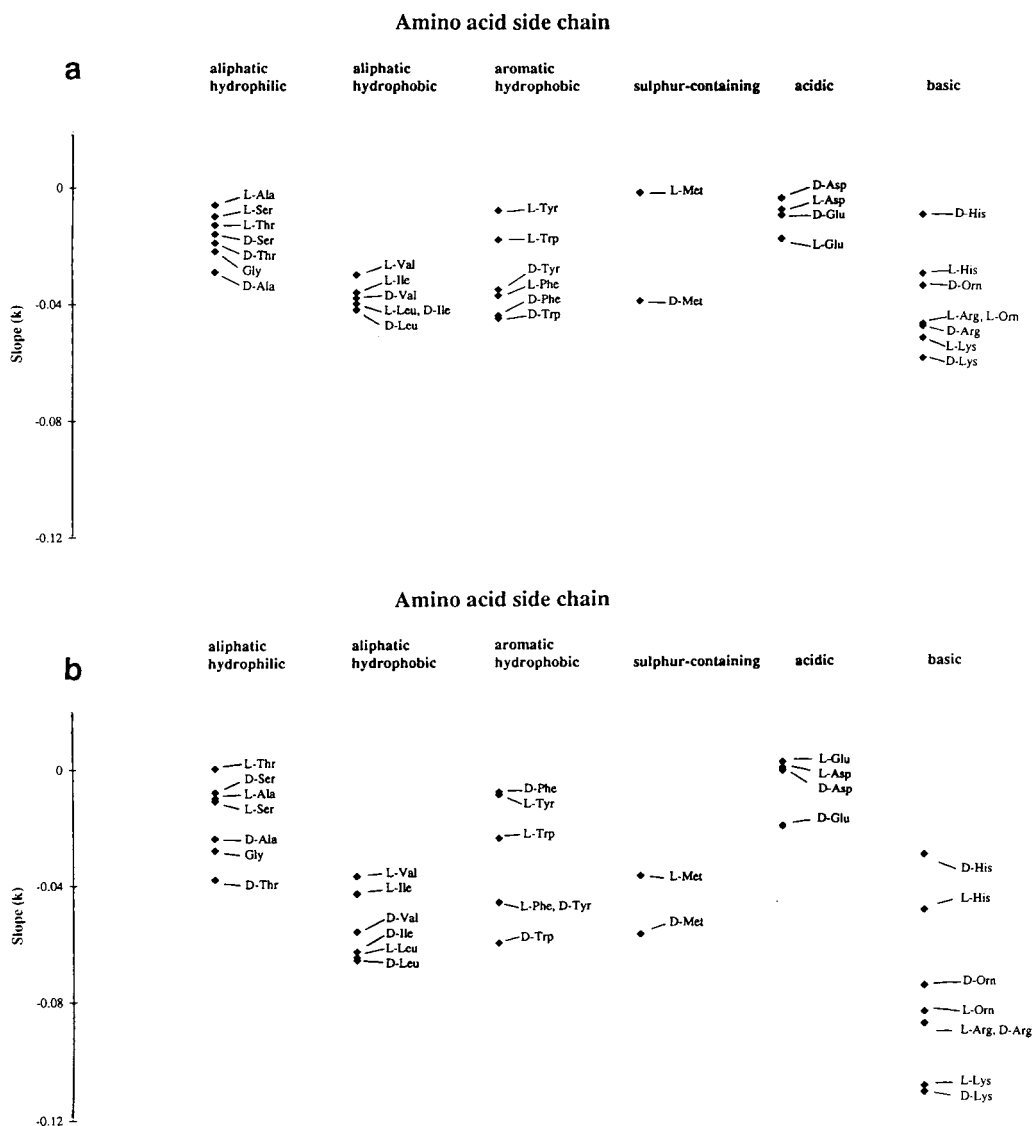 Amino acid side chain
a
aliphatic hydrophilic
aliphatic hydrophobic
aromatic hydrophobic
sulphur-containing
acidic
basic
Slope (k)
0
-0.04
-0.08
-0.12
L-Ala
L-Ser
L-Thr
D-Ser
D-Thr
Gly
D-Ala
L-Val
L-Ile
D-Val
L-Leu, D-Ile
D-Leu
L-Tyr
L-Trp
D-Tyr
L-Phe
D-Phe
D-Trp
L-Met
D-Met
D-Asp
L-Asp
D-Glu
L-Glu
D-His
L-His
D-Orn
L-Arg, L-Orn
D-Arg
L-Lys
D-Lys
Amino acid side chain
b
aliphatic hydrophilic
aliphatic hydrophobic
aromatic hydrophobic
sulphur-containing
acidic
basic
Slope (k)
0
-0.04
-0.08
-0.12
L-Thr
D-Ser
L-Ala
L-Ser
D-Ala
Gly
D-Thr
L-Val
L-Ile
D-Val
D-Ile
L-Leu
D-Leu
D-Phe
L-Tyr
L-Trp
L-Phe, D-Tyr
D-Trp
L-Met
D-Met
L-Glu
L-Asp
D-Asp
D-Glu
D-His
L-His
D-Orn
L-Orn
L-Arg, D-Arg
L-Lys
D-Lys